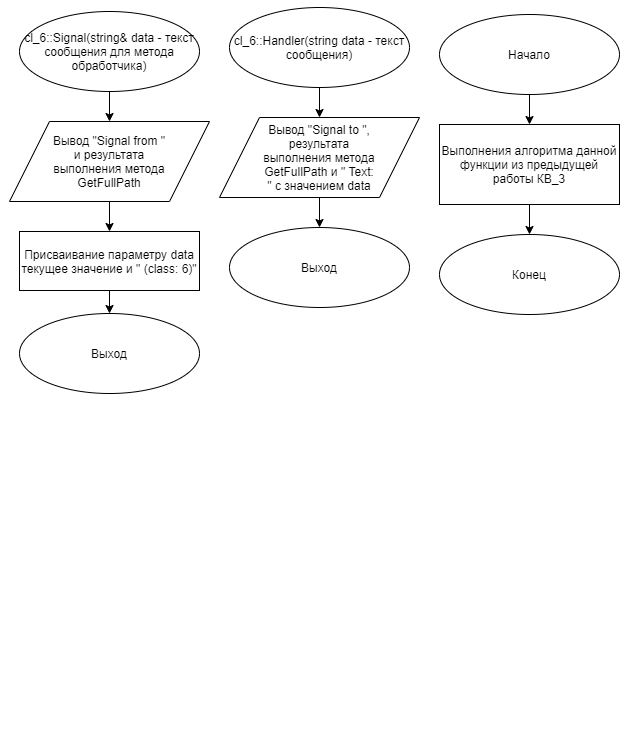 cl_6::Signal(string& data - текст
сообщения для метода
обработчика)
Вывод "Signal from "
и результата
выполнения метода
GetFullPath
Присваивание параметру data
текущее значение и " (class: 6)"
Выход
cl_6::Handler(string data - текст
сообщения)
Вывод "Signal to ",
результата
выполнения метода
GetFullPath и " Text:
" с значением data
Выход
Начало
Выполнения алгоритма данной
функции из предыдущей
работы КВ_3
Конец